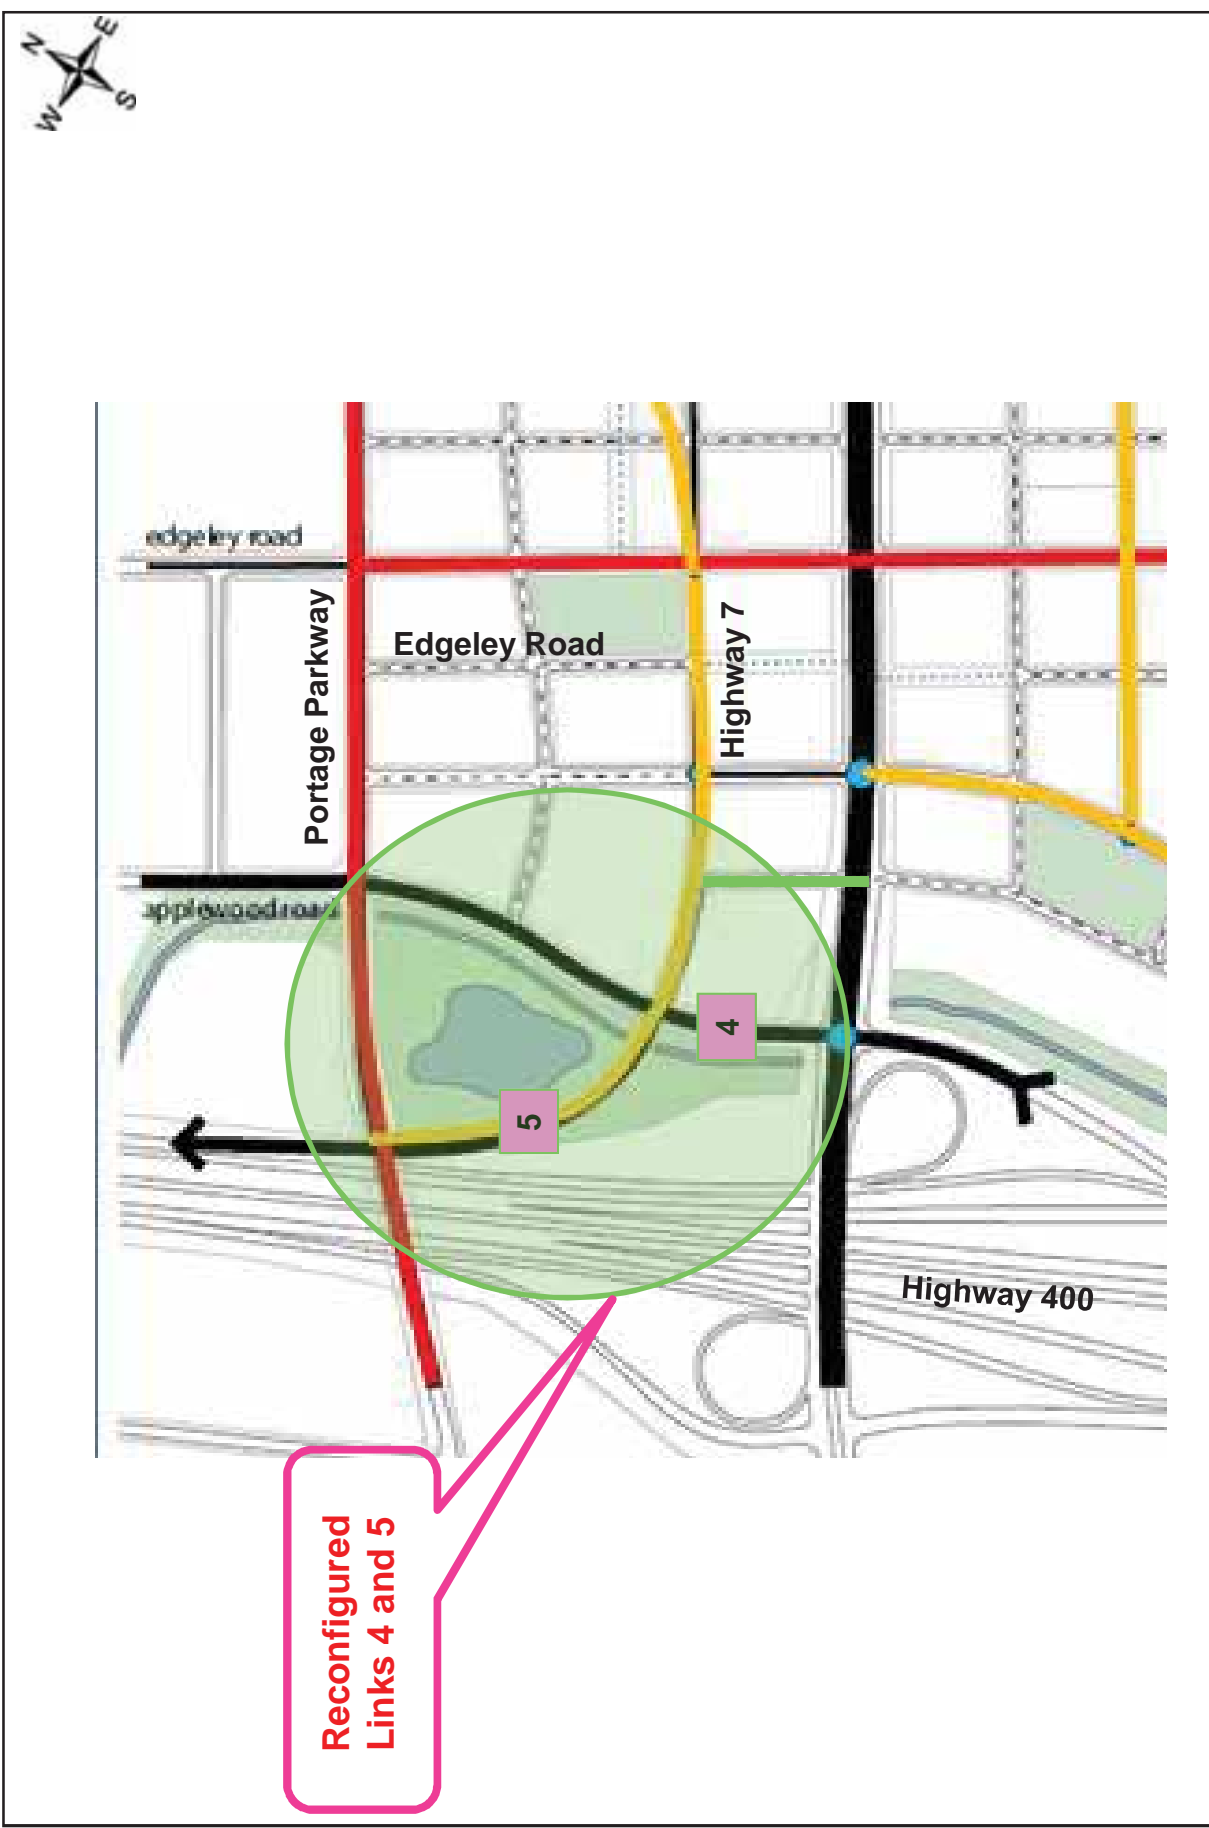 N
E
W
S
edgeley road
Edgeley Road
Portage Parkway
Highway 7
applewood road
4
5
Highway 400
Reconfigured
Links 4 and 5